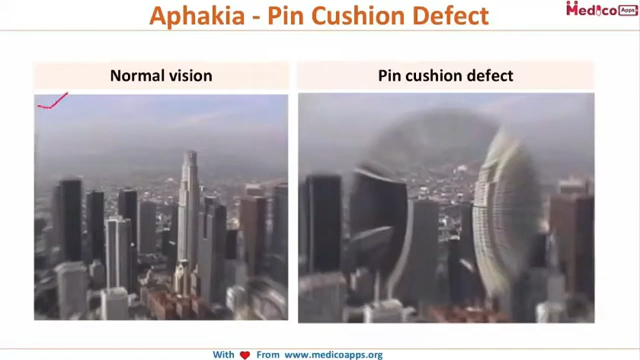 Aphakia - Pin Cushion Defect
Medico Apps
Normal vision
Pin cushion defect
With From www.medicoapps.org